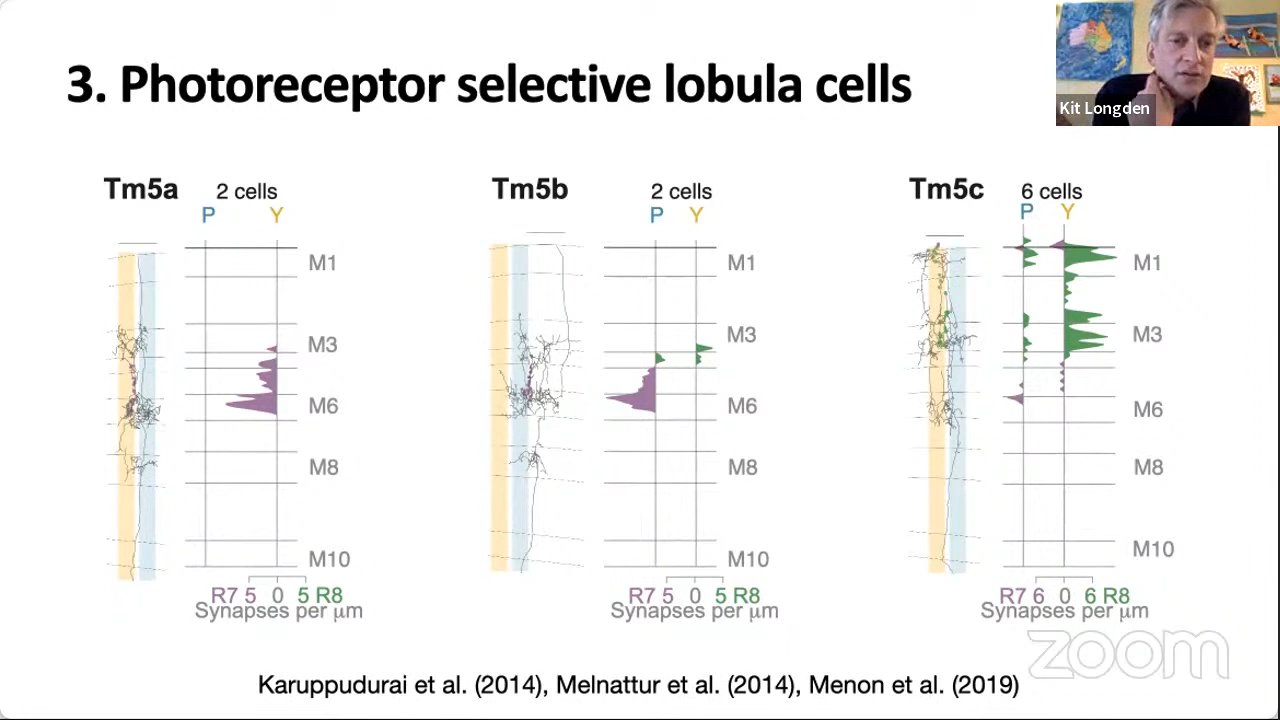 3. Photoreceptor selective lobula cells
Kit Longden
Tm5a 2 cells
P Y
M1
M3
M6
M8
M10
R7 5 0 5 R8
Synapses per μm
Tm5b 2 cells
P Y
M1
M3
M6
M8
M10
R7 5 0 5 R8
Synapses per μm
Tm5c 6 cells
P Y
M1
M3
M6
M8
M10
R7 6 0 6 R8
Synapses per μm
zoom
Karuppudurai et al. (2014), Melnattur et al. (2014), Menon et al. (2019)